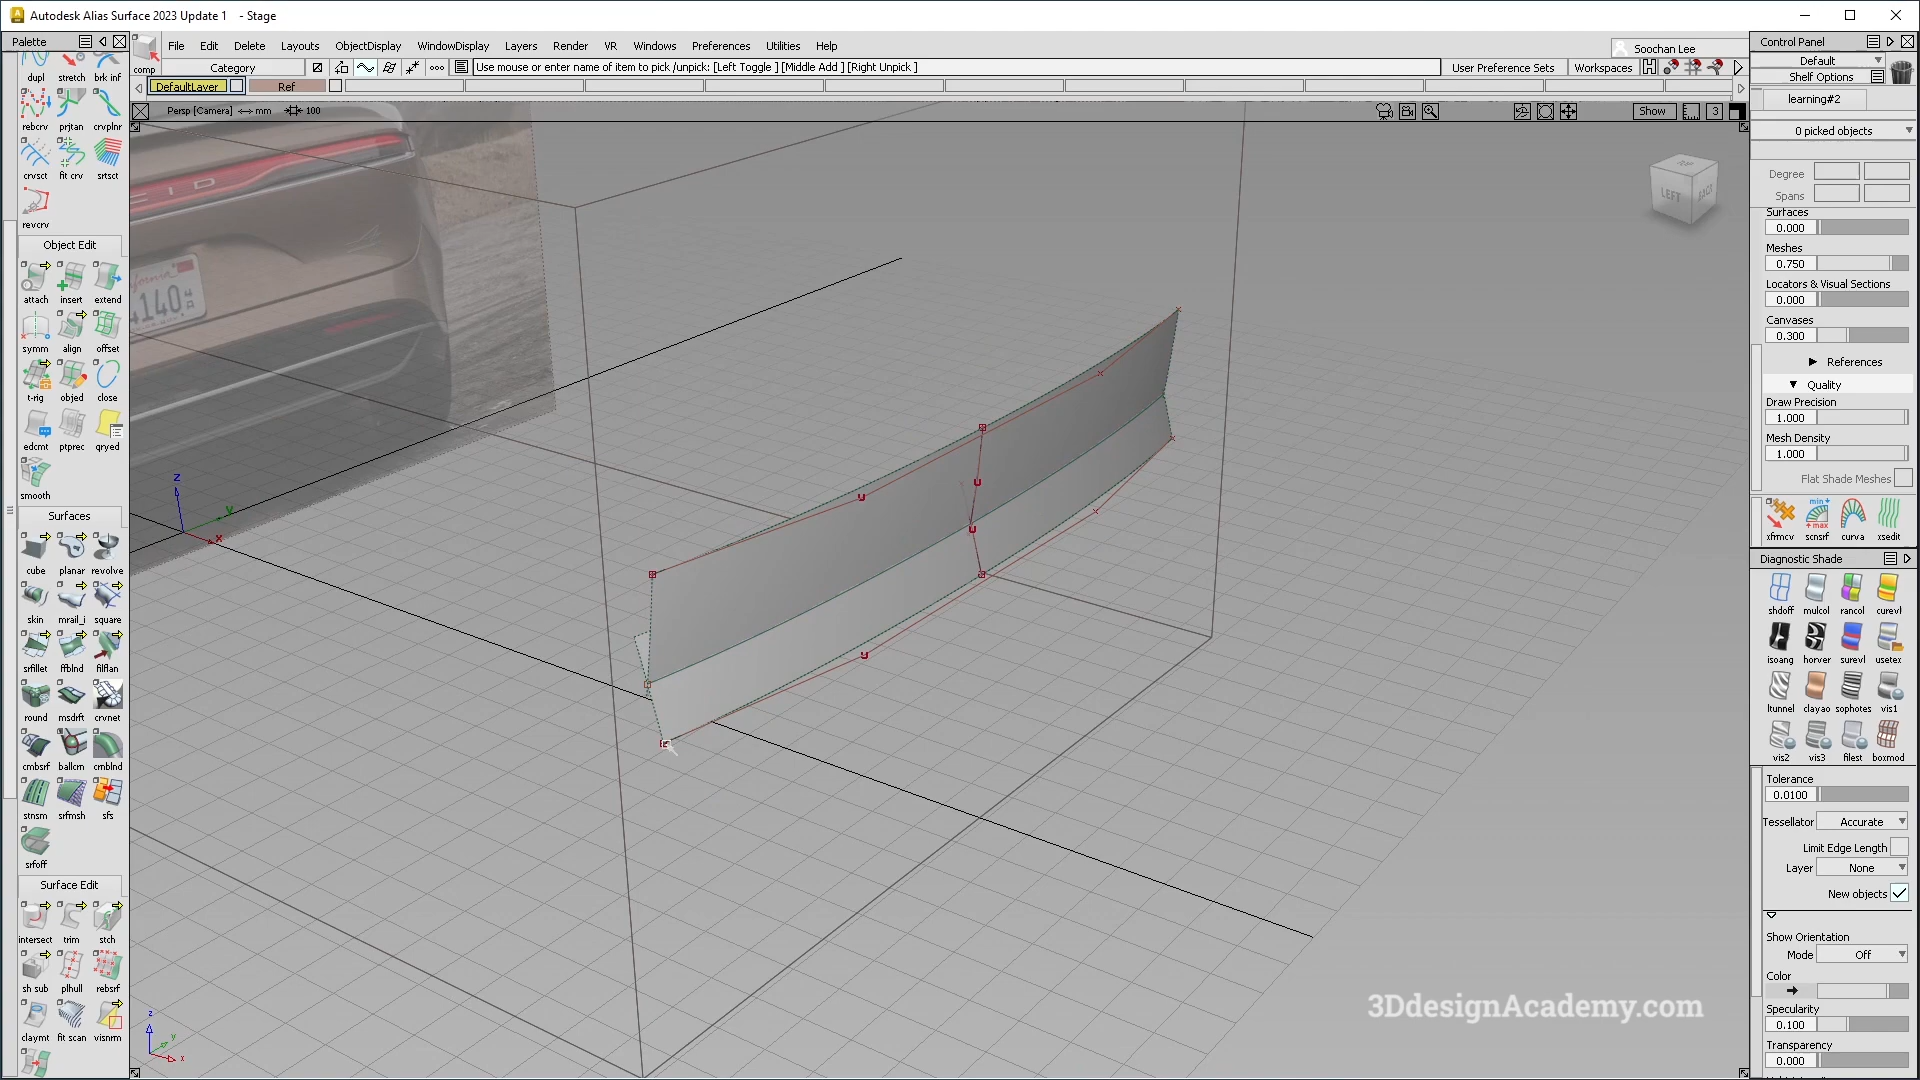 Autodesk Alias Surface 2023 Update 1 - Stage
Palette
File Edit Delete Layouts ObjectDisplay WindowDisplay Layers Render VR Windows Preferences Utilities Help
Soochan Lee
Control Panel
comp
Category
Use mouse or enter name of item to pick /unpick: [Left Toggle ] [Middle Add ] [Right Unpick ]
User Preference Sets
Workspaces
Default
Shelf Options
DefaultLayer
Ref
learning#2
Persp [Camera] mm 100
Show
3
0 picked objects
dupl stretch brk inf
rebcrv prjtan crvplnr
crvsct fit crv srtsct
revcrv
Object Edit
attach insert extend
symm align offset
t-rig objed close
edcmt ptprec qryed
smooth
Surfaces
cube planar revolve
skin mrail_i square
srfillet ffblnd filflan
round msdrft crvnet
cmbsrf ballcrn crnblnd
stnsm srfmsh sfs
srfoff
Surface Edit
intersect trim stch
sh sub plhull rebsrf
claymt fit scan visnrm
140
TOP
LEFT
BACK
z
y
x
z
y
x
Degree
Spans
Surfaces
0.000
Meshes
0.750
Locators & Visual Sections
0.000
Canvases
0.300
References
Quality
Draw Precision
1.000
Mesh Density
1.000
Flat Shade Meshes
min
max
xfrmcv scnsrf curva xsedit
Diagnostic Shade
shdoff mulcol rancol curevl
isoang horver surevl usetex
ltunnel clayao sophotes vis1
vis2 vis3 filest boxmod
Tolerance
0.0100
Tessellator Accurate
Limit Edge Length
Layer None
New objects
Show Orientation
Mode Off
Color
Specularity
0.100
Transparency
0.000
3DdesignAcademy.com